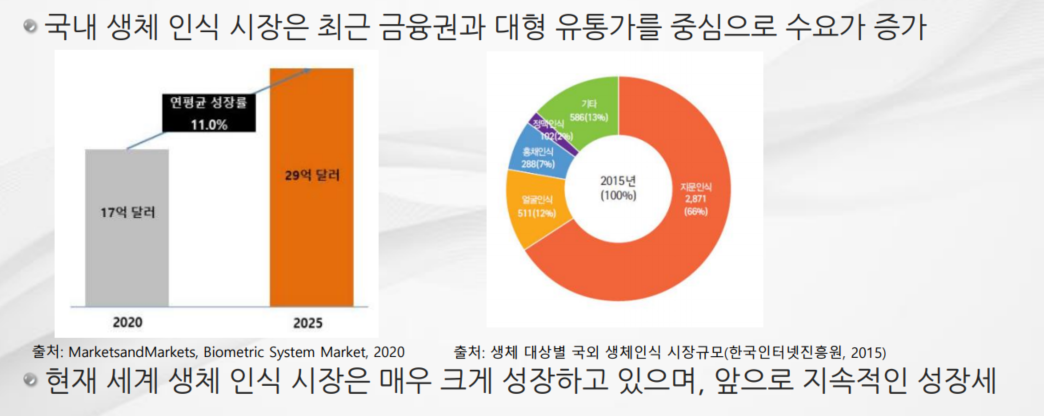 국내 생체 인식 시장은 최근 금융권과 대형 유통가를 중심으로 수요가 증가
연평균 성장률
11.0%
17억 달러
29억 달러
2020
2025
기타
586(13%)
정맥인식
102(2%)
홍채인식
288(7%)
얼굴인식
511(12%)
2015년
(100%)
지문인식
2,871
(66%)
출처: MarketsandMarkets, Biometric System Market, 2020
출처: 생체 대상별 국외 생체인식 시장규모(한국인터넷진흥원, 2015)
현재 세계 생체 인식 시장은 매우 크게 성장하고 있으며, 앞으로 지속적인 성장세